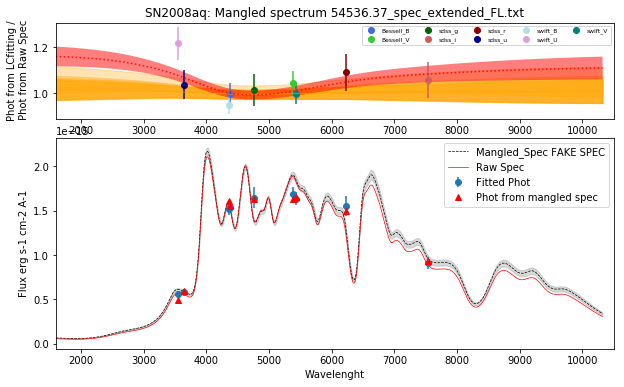 SN2008aq: Mangled spectrum 54536.37_spec_extended_FL.txt
Phot from LCfitting /
Phot from Raw Spec
1.2
1.0
Bessell_B
Bessell_V
sdss_g
sdss_i
sdss_r
sdss_u
swift_B
swift_U
swift_V
2000 3000 4000 5000 6000 7000 8000 9000 10000
Flux erg s-1 cm-2 A-1
2.0
1.5
1.0
0.5
0.0
Mangled_Spec FAKE SPEC
Raw Spec
Fitted Phot
Phot from mangled spec
2000 3000 4000 5000 6000 7000 8000 9000 10000
Wavelenght